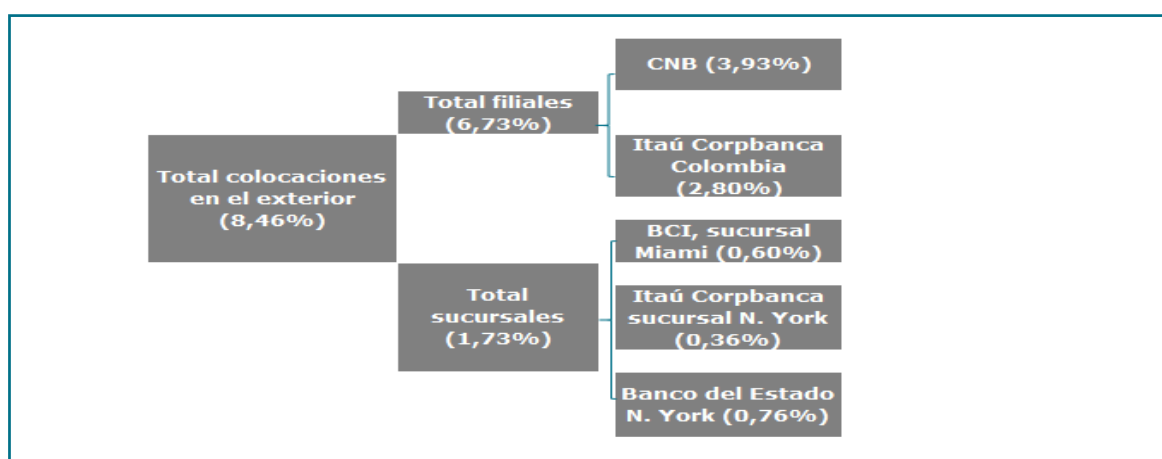 Total colocaciones
en el exterior
(8,46%)
Total filiales
(6,73%)
CNB (3,93%)
Itaú Corpbanca
Colombia
(2,80%)
Total
sucursales
(1,73%)
BCI, sucursal
Miami (0,60%)
Itaú Corpbanca
sucursal N. York
(0,36%)
Banco del Estado
N. York (0,76%)